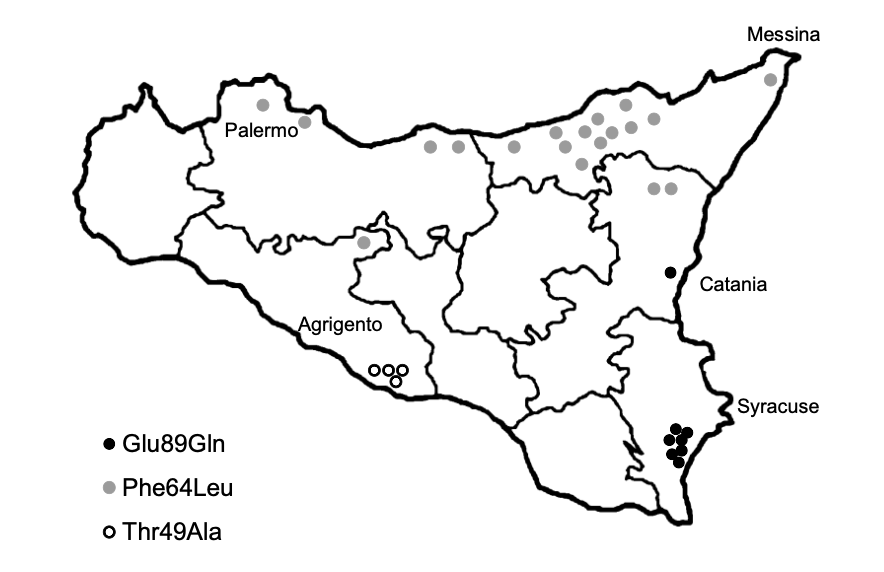 Messina
Palermo
Catania
Agrigento
Syracuse
Glu89Gln
Phe64Leu
Thr49Ala